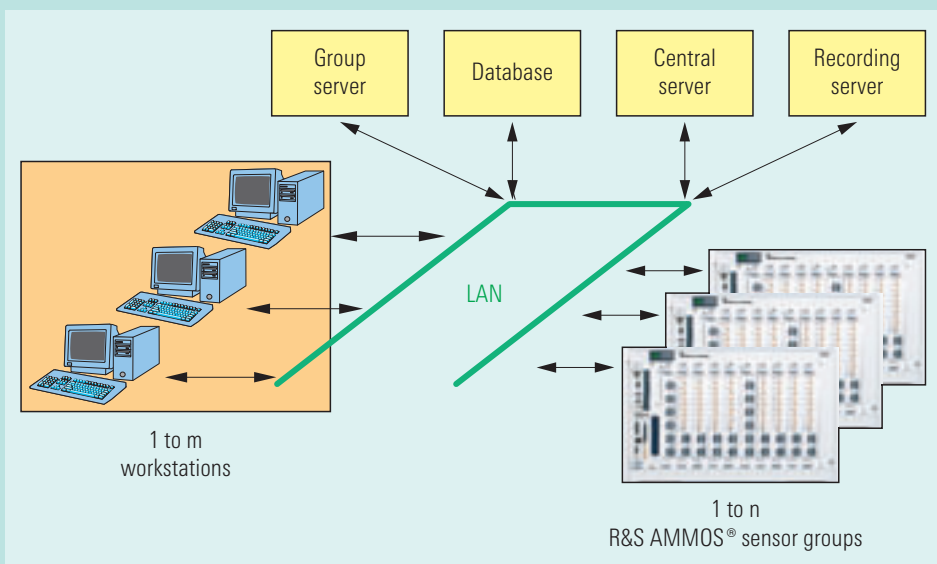 Group
server
Database
Central
server
Recording
server
LAN
1 to m
workstations
1 to n
R&S AMMOS® sensor groups